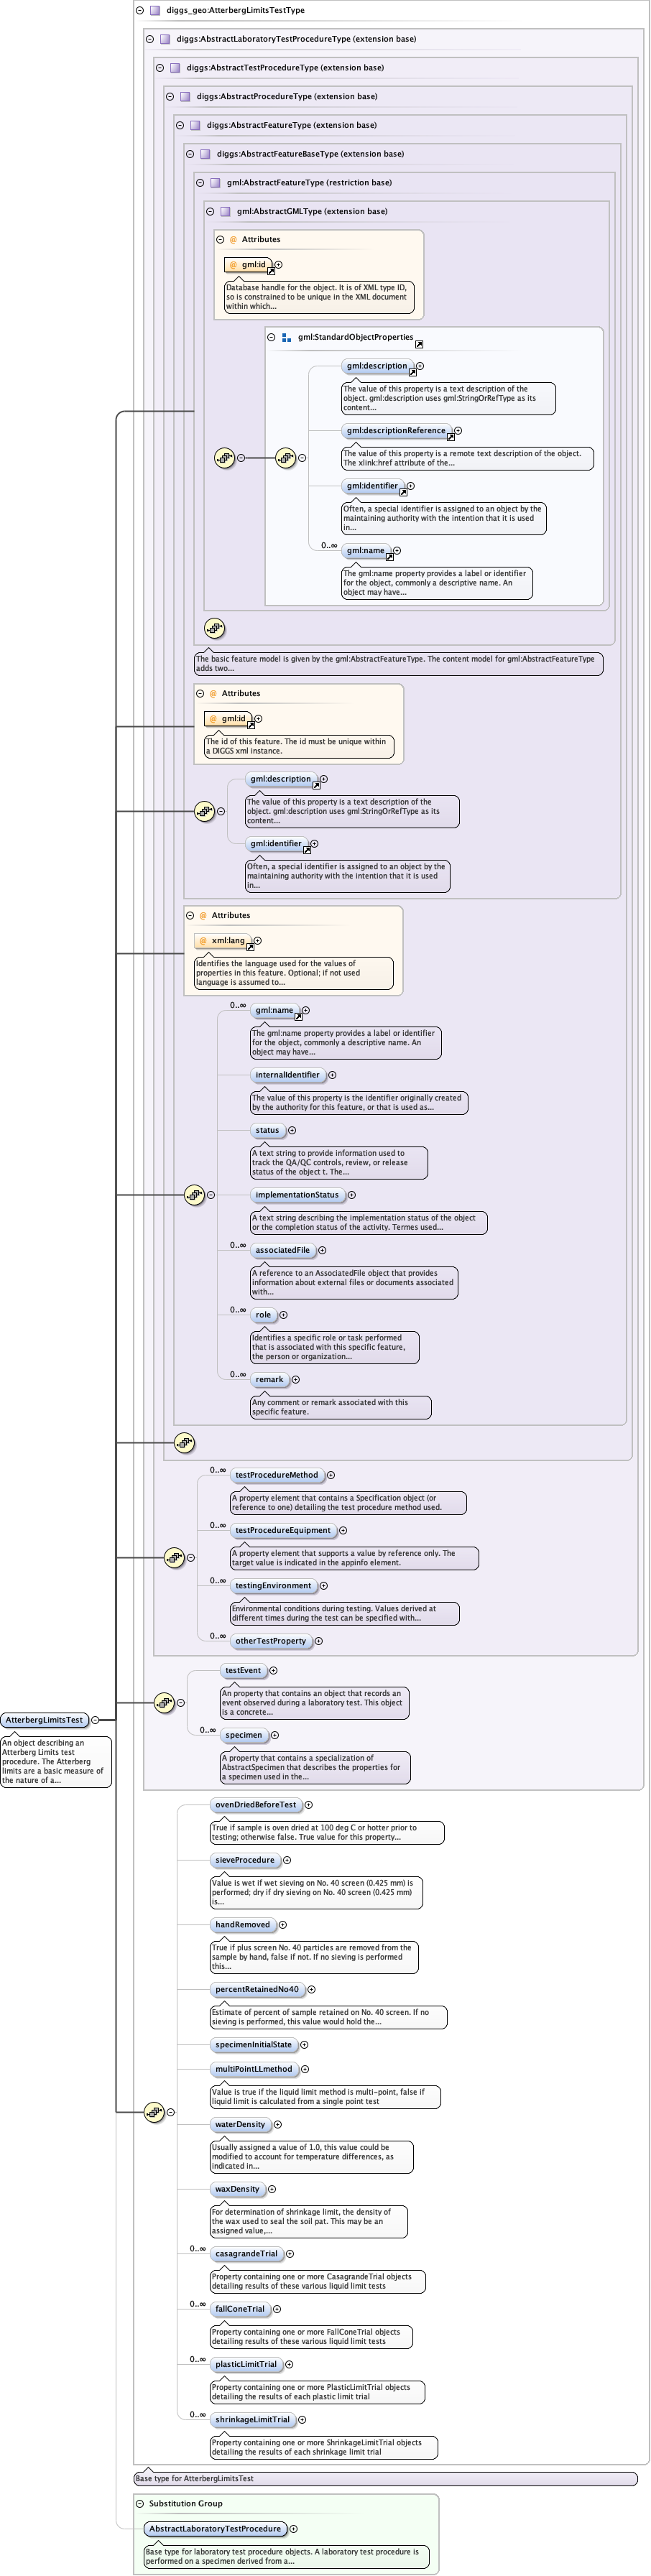 diggs_geo:AtterbergLimitsTestType
diggs:AbstractLaboratoryTestProcedureType (extension base)
diggs:AbstractTestProcedureType (extension base)
diggs:AbstractProcedureType (extension base)
diggs:AbstractFeatureType (extension base)
diggs:AbstractFeatureBaseType (extension base)
gml:AbstractFeatureType (restriction base)
gml:AbstractGMLType (extension base)
@ Attributes
@ gml:id
Database handle for the object. It is of XML type ID,
so is constrained to be unique in the XML document
within which...
gml:StandardObjectProperties
gml:description
The value of this property is a text description of the
object. gml:description uses gml:StringOrRefType as its
content...
gml:descriptionReference
The value of this property is a remote text description of the object.
The xlink:href attribute of the...
gml:identifier
Often, a special identifier is assigned to an object by the
maintaining authority with the intention that it is used
in...
0..∞
gml:name
The gml:name property provides a label or identifier
for the object, commonly a descriptive name. An
object may have...
The basic feature model is given by the gml:AbstractFeatureType. The content model for gml:AbstractFeatureType
adds two...
@ Attributes
@ gml:id
The id of this feature. The id must be unique within
a DIGGS xml instance.
gml:description
The value of this property is a text description of the
object. gml:description uses gml:StringOrRefType as its
content...
gml:identifier
Often, a special identifier is assigned to an object by the
maintaining authority with the intention that it is used
in...
@ Attributes
@ xml:lang
Identifies the language used for the values of
properties in this feature. Optional; if not used
language is assumed to...
0..∞
gml:name
The gml:name property provides a label or identifier
for the object, commonly a descriptive name. An
object may have...
internalIdentifier
The value of this property is the identifier originally created
by the authority for this feature, or that is used as...
status
A text string to provide information used to
track the QA/QC controls, review, or release
status of the object t. The...
implementationStatus
A text string describing the implementation status of the object
or the completion status of the activity. Termes used...
0..∞
associatedFile
A reference to an AssociatedFile object that provides
information about external files or documents associated
with...
0..∞
role
Identifies a specific role or task performed
that is associated with this specific feature,
the person or organization...
0..∞
remark
Any comment or remark associated with this
specific feature.
0..∞
testProcedureMethod
A property element that contains a Specification object (or
reference to one) detailing the test procedure method used.
0..∞
testProcedureEquipment
A property element that supports a value by reference only. The
target value is indicated in the appinfo element.
0..∞
testingEnvironment
Environmental conditions during testing. Values derived at
different times during the test can be specified with...
0..∞
otherTestProperty
testEvent
An property that contains an object that records an
event observed during a laboratory test. This object
is a concrete...
0..∞
specimen
A property that contains a specialization of
AbstractSpecimen that describes the properties for
a specimen used in the...
AtterbergLimitsTest
An object describing an
Atterberg Limits test
procedure. The Atterberg
limits are a basic measure of
the nature of a...
ovenDriedBeforeTest
True if sample is oven dried at 100 deg C or hotter prior to
testing; otherwise false. True value for this property...
sieveProcedure
Value is wet if wet sieving on No. 40 screen (0.425 mm) is
performed; dry if dry sieving on No. 40 screen (0.425 mm)
is...
handRemoved
True if plus screen No. 40 particles are removed from the
sample by hand, false if not. If no sieving is performed
this...
percentRetainedNo40
Estimate of percent of sample retained on No. 40 screen. If no
sieving is performed, this value would hold the...
specimenInitialState
multiPointLLmethod
Value is true if the liquid limit method is multi-point, false if
liquid limit is calculated from a single point test
waterDensity
Usually assigned a value of 1.0, this value could be
modified to account for temperature differences, as
indicated in...
waxDensity
For determination of shrinkage limit, the density of
the wax used to seal the soil pat. This may be an
assigned value,...
0..∞
casagrandeTrial
Property containing one or more CasagrandeTrial objects
detailing results of these various liquid limit tests
0..∞
fallConeTrial
Property containing one or more FallConeTrial objects
detailing results of these various liquid limit tests
0..∞
plasticLimitTrial
Property containing one or more PlasticLimitTrial objects
detailing the results of each plastic limit trial
0..∞
shrinkageLimitTrial
Property containing one or more ShrinkageLimitTrial objects
detailing the results of each shrinkage limit trial
Base type for AtterbergLimitsTest
Substitution Group
AbstractLaboratoryTestProcedure
Base type for laboratory test procedure objects. A laboratory test procedure is
performed on a specimen derived from a...